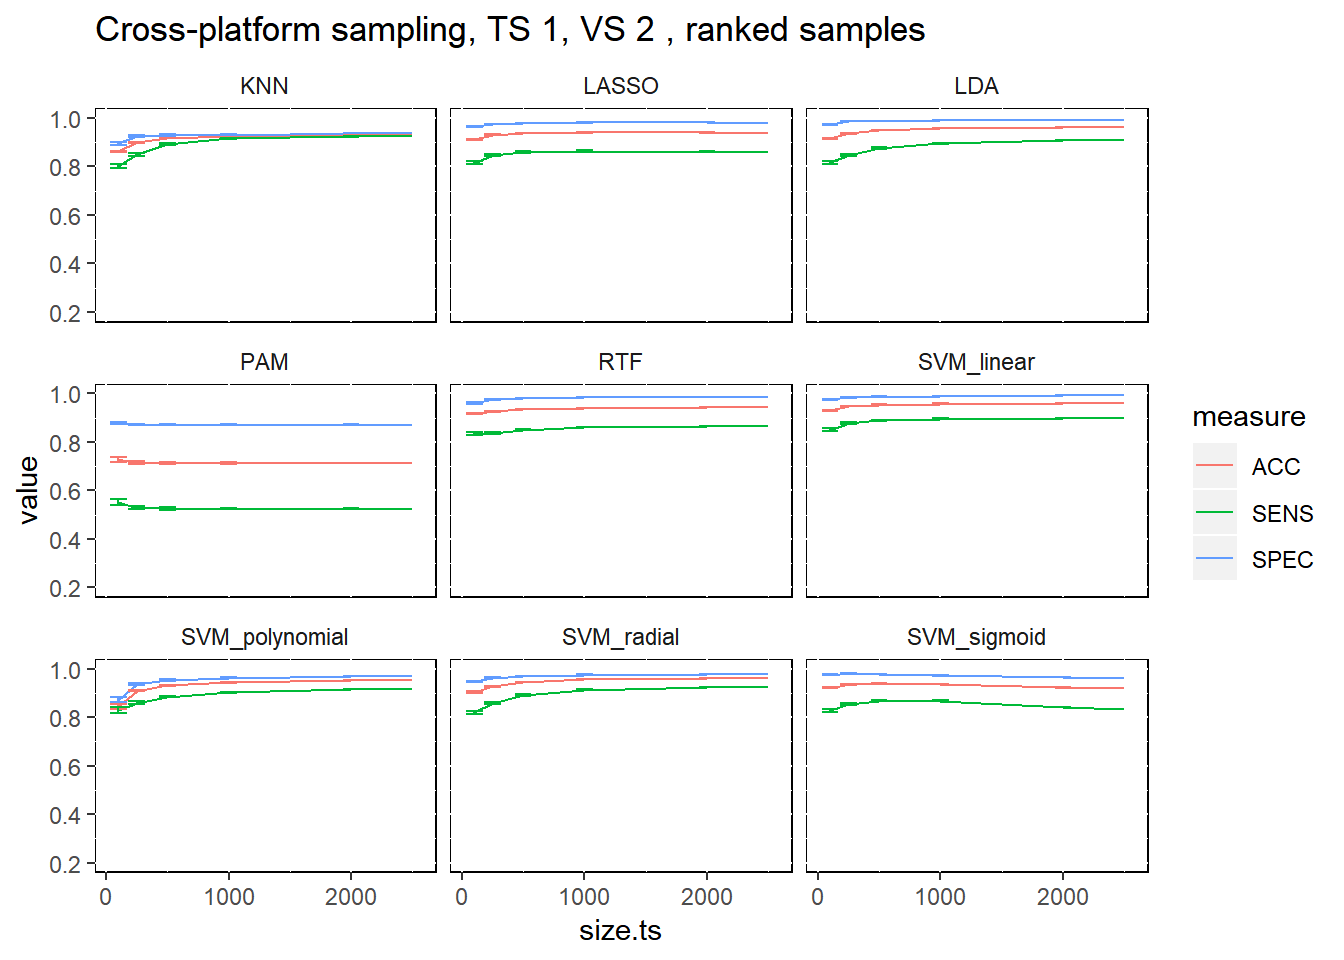 Cross-platform sampling, TS 1, VS 2 , ranked samples
KNN
LASSO
LDA
1.0
0.8
0.6
0.4
0.2
PAM
RTF
SVM_linear
1.0
0.8
0.6
0.4
0.2
SVM_polynomial
SVM_radial
SVM_sigmoid
1.0
0.8
0.6
0.4
0.2
0 1000 2000
0 1000 2000
0 1000 2000
size.ts
value
measure
ACC
SENS
SPEC